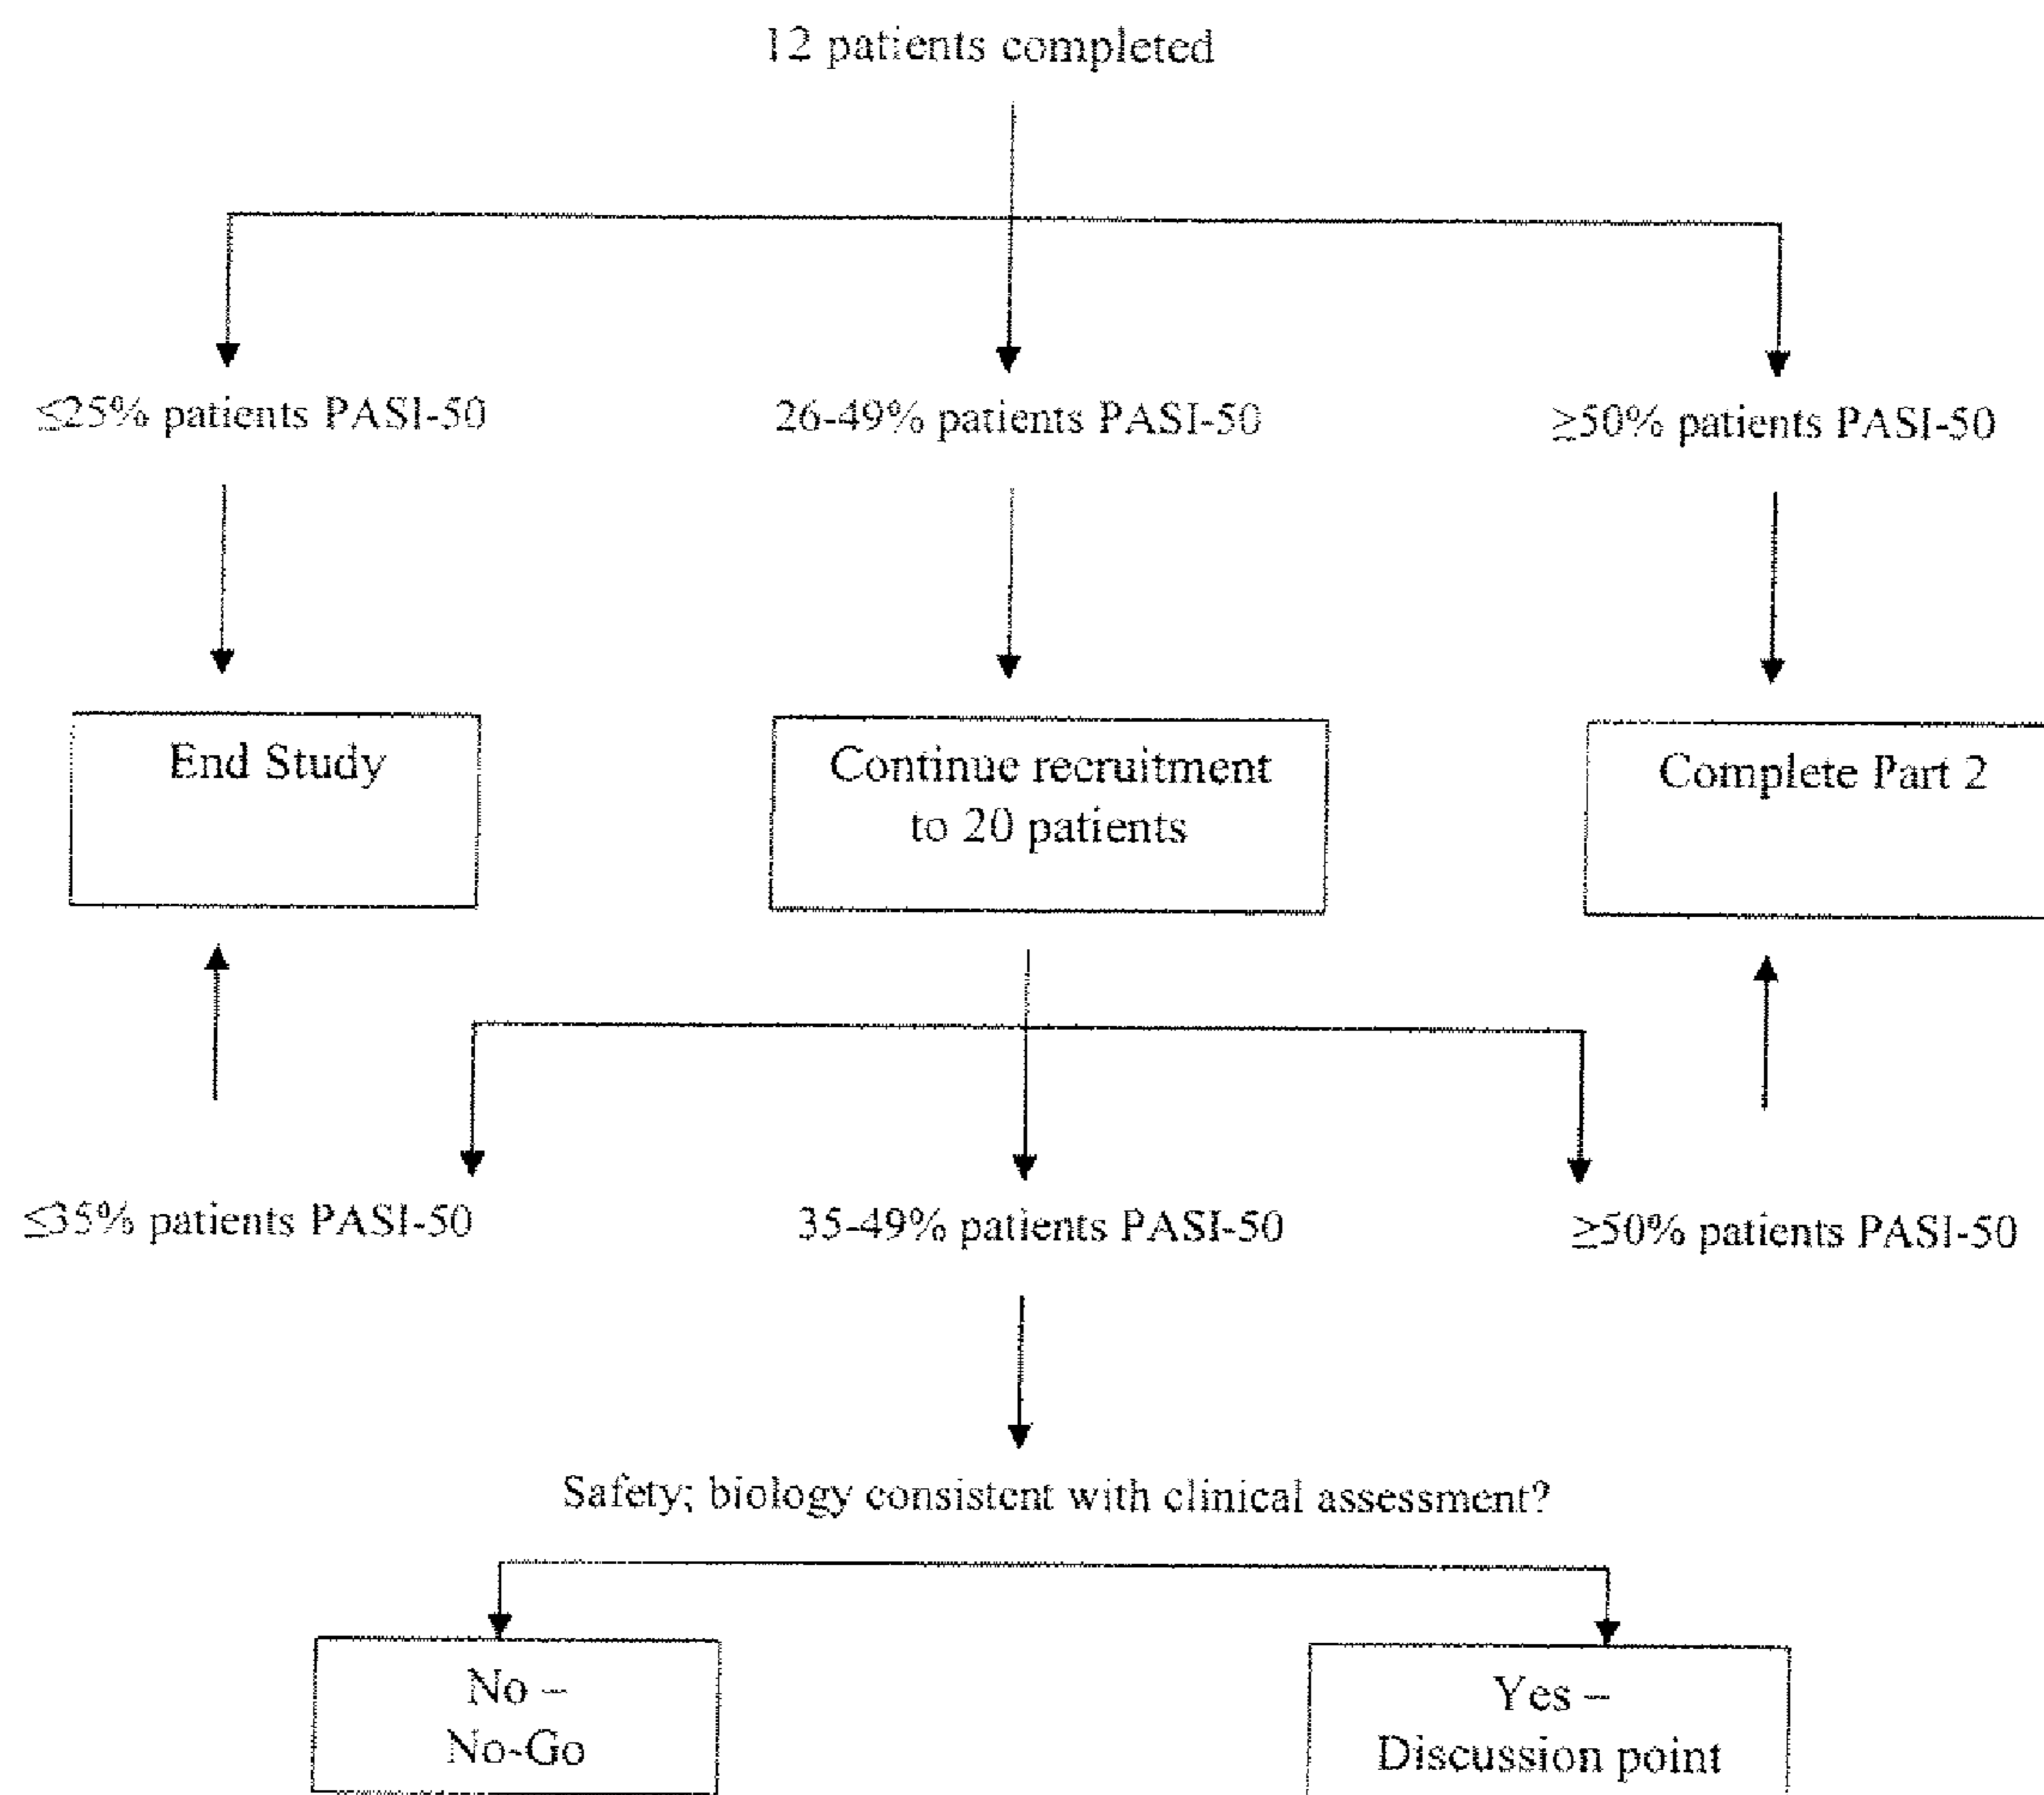 12 patients completed
≤25% patients PASI-50
26-49% patients PASI-50
≥50% patients PASI-50
End Study
Continue recruitment
to 20 patients
Complete Part 2
≤35% patients PASI-50
35-49% patients PASI-50
≥50% patients PASI-50
Safety; biology consistent with clinical assessment?
No –
No-Go
Yes –
Discussion point